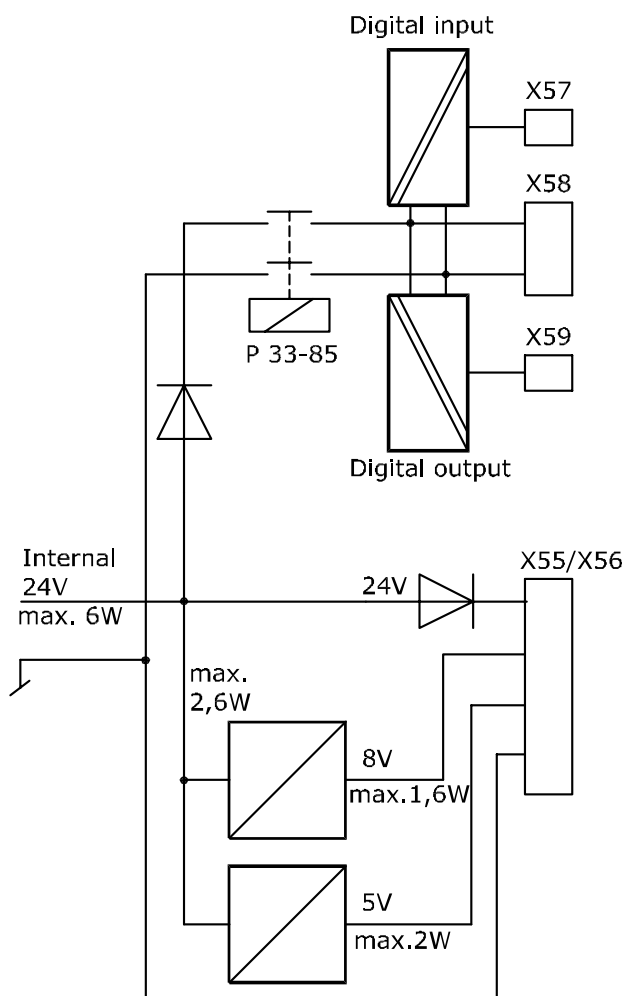 Digital input
X57
X58
P 33-85
X59
Digital output
Internal
24V
max. 6W
24V
X55/X56
max.
2,6W
8V
max.1,6W
5V
max.2W